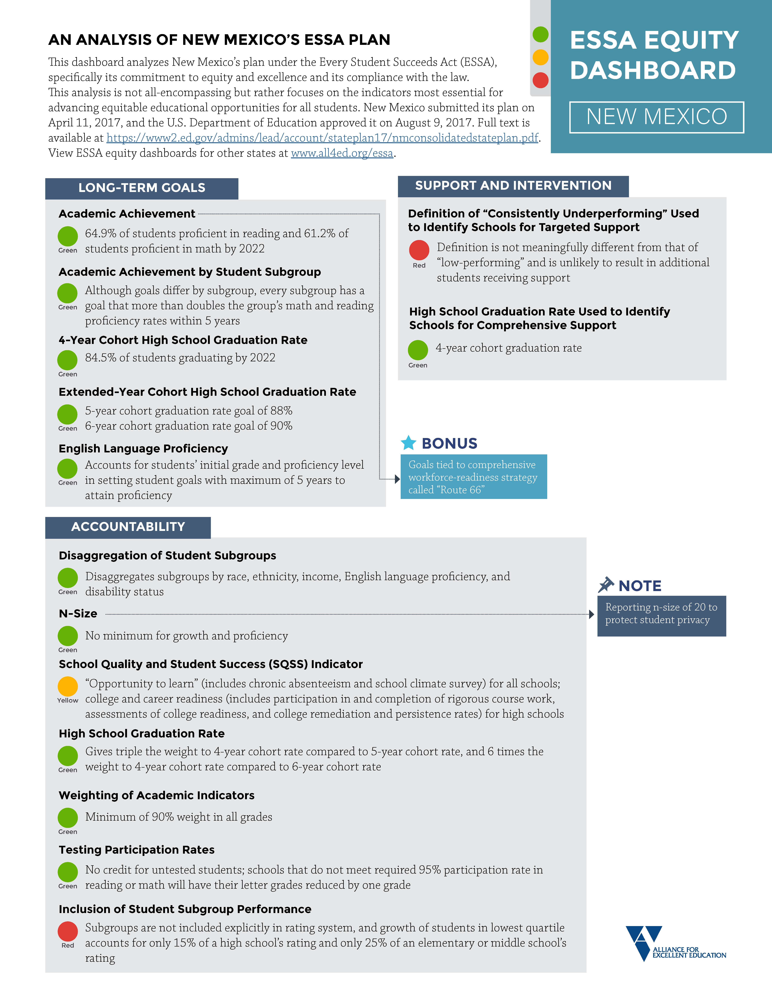 AN ANALYSIS OF NEW MEXICO’S ESSA PLAN
This dashboard analyzes New Mexico’s plan under the Every Student Succeeds Act (ESSA),
specifically its commitment to equity and excellence and its compliance with the law.
This analysis is not all-encompassing but rather focuses on the indicators most essential for
advancing equitable educational opportunities for all students. New Mexico submitted its plan on
April 11, 2017, and the U.S. Department of Education approved it on August 9, 2017. Full text is
available at https://www2.ed.gov/admins/lead/account/stateplan17/nmconsolidatedstateplan.pdf.
View ESSA equity dashboards for other states at www.all4ed.org/essa.
ESSA EQUITY
DASHBOARD
NEW MEXICO
LONG-TERM GOALS
Academic Achievement
Green
64.9% of students proficient in reading and 61.2% of
students proficient in math by 2022
Academic Achievement by Student Subgroup
Green
Although goals differ by subgroup, every subgroup has a
goal that more than doubles the group’s math and reading
proficiency rates within 5 years
4-Year Cohort High School Graduation Rate
Green
84.5% of students graduating by 2022
Extended-Year Cohort High School Graduation Rate
Green
5-year cohort graduation rate goal of 88%
6-year cohort graduation rate goal of 90%
English Language Proficiency
Green
Accounts for students’ initial grade and proficiency level
in setting student goals with maximum of 5 years to
attain proficiency
SUPPORT AND INTERVENTION
Definition of “Consistently Underperforming” Used
to Identify Schools for Targeted Support
Red
Definition is not meaningfully different from that of
“low-performing” and is unlikely to result in additional
students receiving support
High School Graduation Rate Used to Identify
Schools for Comprehensive Support
Green
4-year cohort graduation rate
BONUS
Goals tied to comprehensive
workforce-readiness strategy
called “Route 66”
ACCOUNTABILITY
Disaggregation of Student Subgroups
Green
Disaggregates subgroups by race, ethnicity, income, English language proficiency, and
disability status
N-Size
Green
No minimum for growth and proficiency
NOTE
Reporting n-size of 20 to
protect student privacy
School Quality and Student Success (SQSS) Indicator
Yellow
“Opportunity to learn” (includes chronic absenteeism and school climate survey) for all schools;
college and career readiness (includes participation in and completion of rigorous course work,
assessments of college readiness, and college remediation and persistence rates) for high schools
High School Graduation Rate
Green
Gives triple the weight to 4-year cohort rate compared to 5-year cohort rate, and 6 times the
weight to 4-year cohort rate compared to 6-year cohort rate
Weighting of Academic Indicators
Green
Minimum of 90% weight in all grades
Testing Participation Rates
Green
No credit for untested students; schools that do not meet required 95% participation rate in
reading or math will have their letter grades reduced by one grade
Inclusion of Student Subgroup Performance
Red
Subgroups are not included explicitly in rating system, and growth of students in lowest quartile
accounts for only 15% of a high school’s rating and only 25% of an elementary or middle school’s
rating
ALLIANCE FOR
EXCELLENT EDUCATION